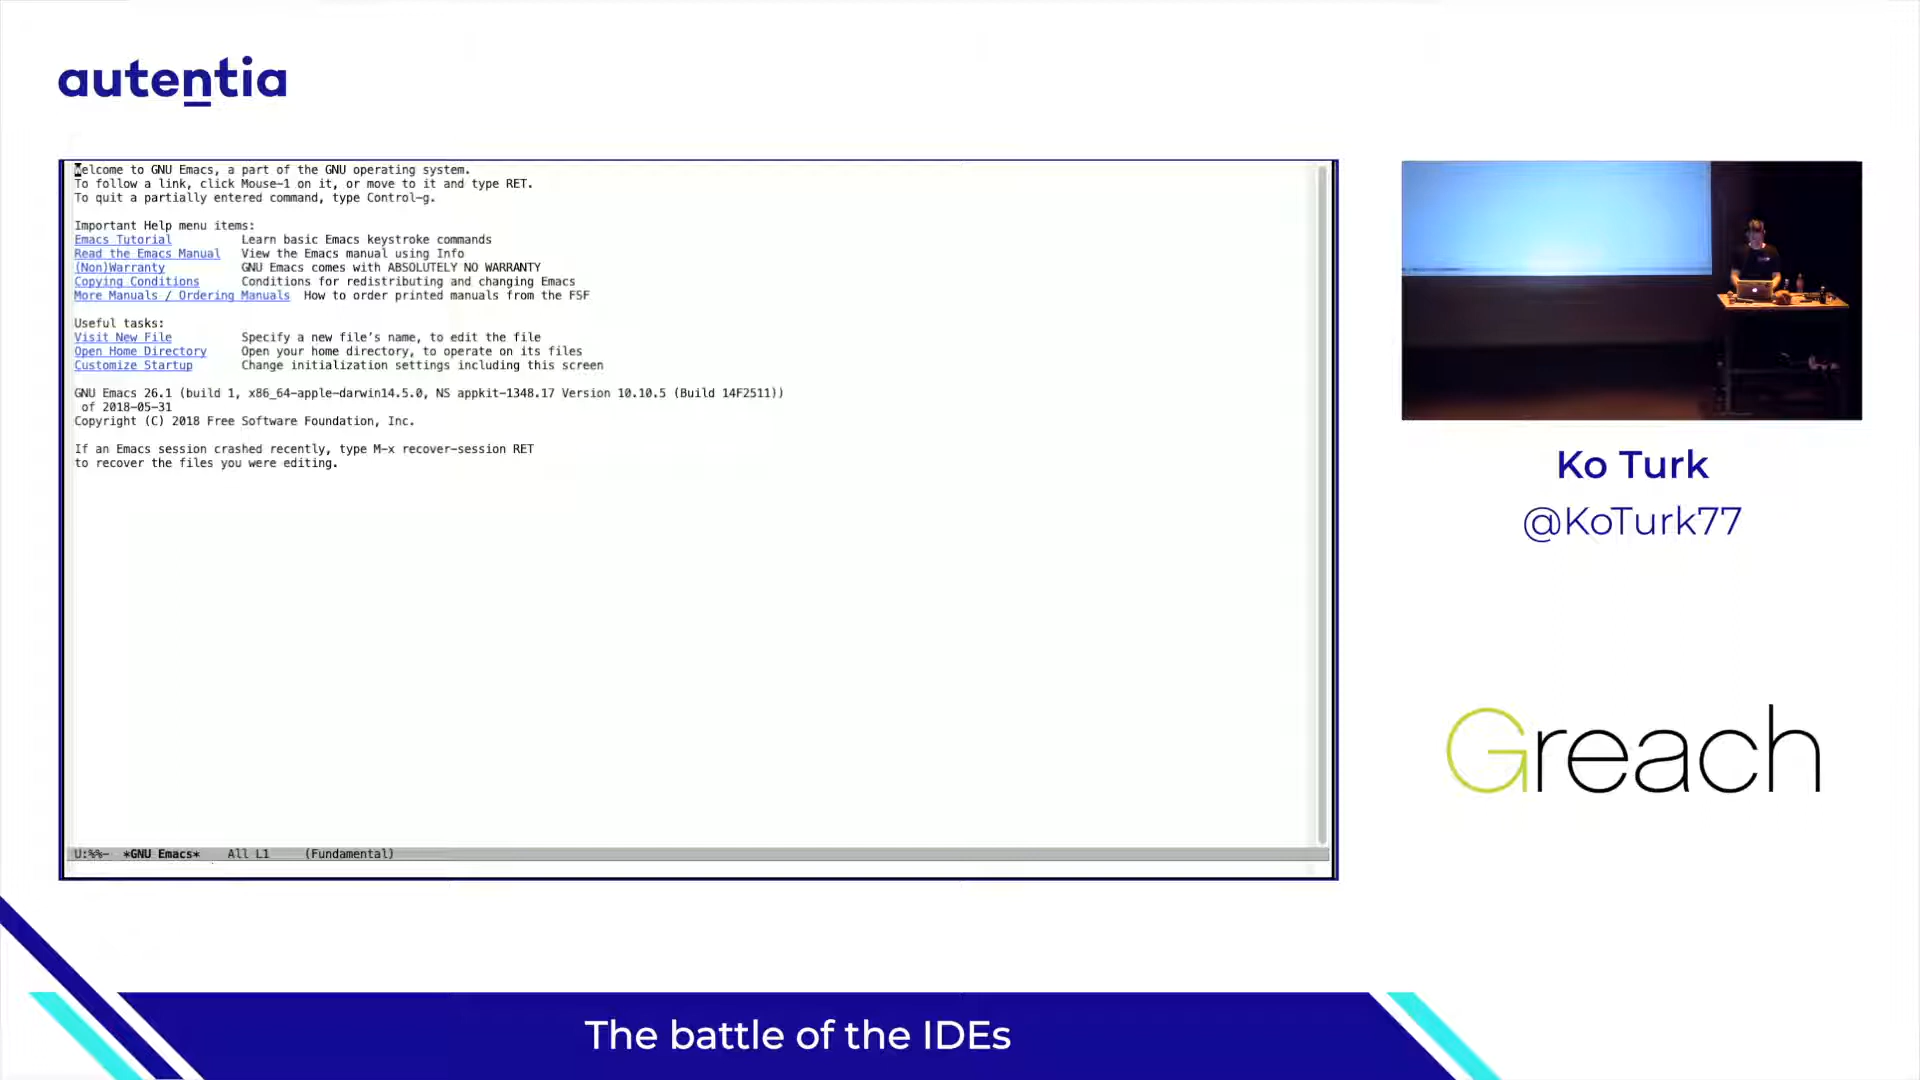 autentia
Welcome to GNU Emacs, a part of the GNU operating system.
To follow a link, click Mouse-1 on it, or move to it and type RET.
To quit a partially entered command, type Control-g.
Important Help menu items:
Emacs Tutorial Learn basic Emacs keystroke commands
Read the Emacs Manual View the Emacs manual using Info
(Non)Warranty GNU Emacs comes with ABSOLUTELY NO WARRANTY
Copying Conditions Conditions for redistributing and changing Emacs
More Manuals / Ordering Manuals How to order printed manuals from the FSF
Useful tasks:
Visit New File Specify a new file’s name, to edit the file
Open Home Directory Open your home directory, to operate on its files
Customize Startup Change initialization settings including this screen
GNU Emacs 26.1 (build 1, x86_64-apple-darwin14.5.0, NS appkit-1348.17 Version 10.10.5 (Build 14F2511))
of 2018-05-31
Copyright (C) 2018 Free Software Foundation, Inc.
If an Emacs session crashed recently, type M-x recover-session RET
to recover the files you were editing.
U:%%- *GNU Emacs* All L1 (Fundamental)
Ko Turk
@KoTurk77
Greach
The battle of the IDEs